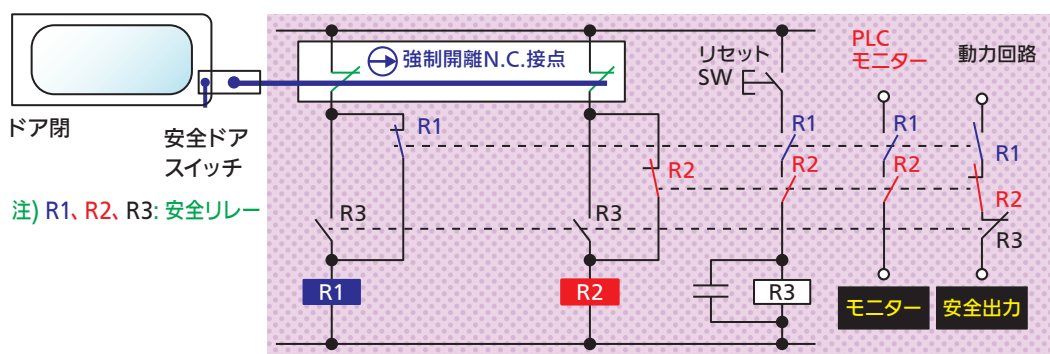 強制開離N.C.接点
リセット
SW
PLC
モニター
動力回路
ドア閉
安全ドア
スイッチ
注) R1、R2、R3: 安全リレー
R1
R2
R1
R2
R1
R2
R1
R2
R3
R3
R3
R1
R2
R3
モニター
安全出力